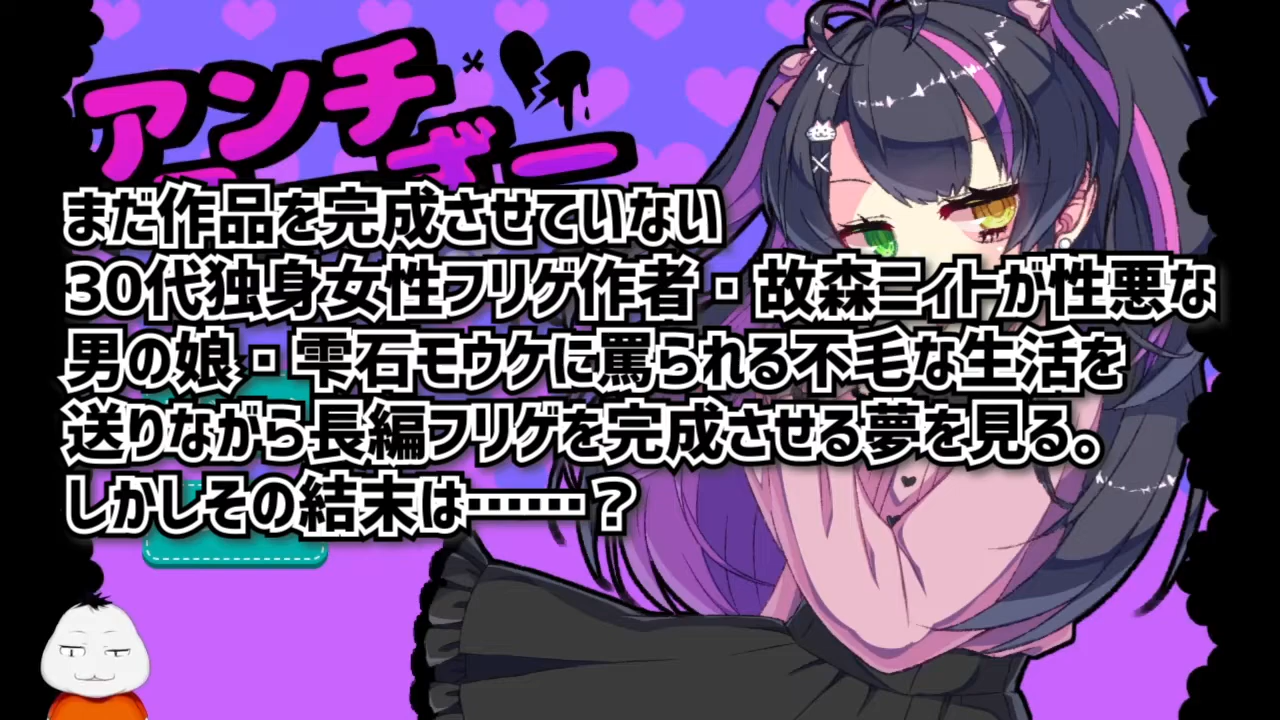 アンチ
まだ作品を完成させていない
30代独身女性フリゲ作者・故森ニィトが性悪な
男の娘・雫石モウケに罵られる不毛な生活を
送りながら長編フリゲを完成させる夢を見る。
しかしその結末は……？